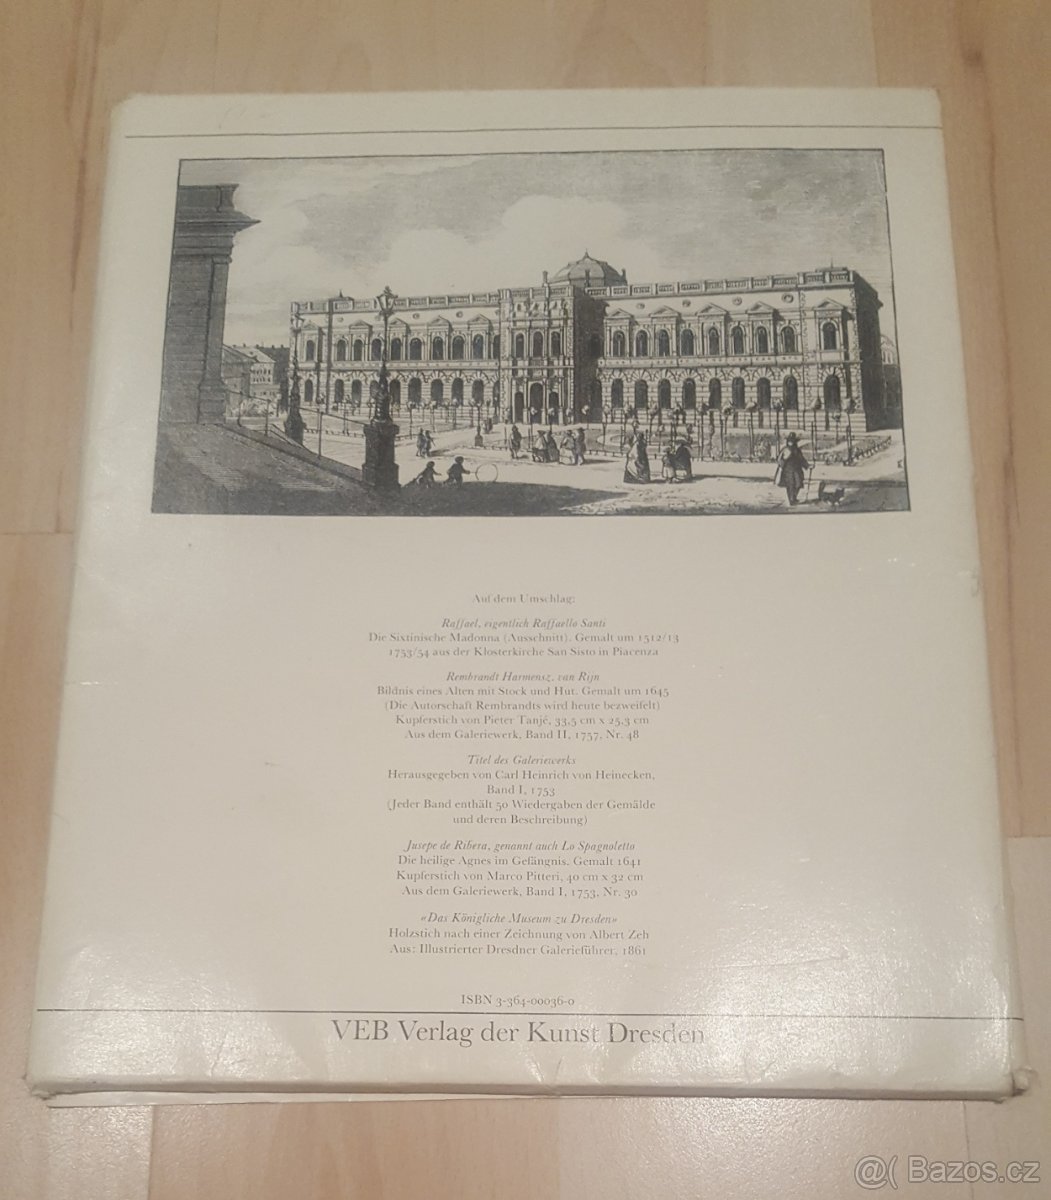 Auf dem Umschlag:
Raffael, eigentlich Raffaello Santi
Die Sixtinische Madonna (Ausschnitt). Gemalt um 1512/13
1753/54 aus der Klosterkirche San Sisto in Piacenza
Rembrandt Harmensz. van Rijn
Bildnis eines Alten mit Stock und Hut. Gemalt um 1645
(Die Autorschaft Rembrandts wird heute bezweifelt)
Kupferstich von Pieter Tanjé, 33,5 cm x 25,3 cm
Aus dem Galeriewerk, Band II, 1757, Nr. 48
Titel des Galeriewerks
Herausgegeben von Carl Heinrich von Heinecken,
Band I, 1753
(Jeder Band enthält 50 Wiedergaben der Gemälde
und deren Beschreibung)
Jusepe de Ribera, genannt auch Lo Spagnoletto
Die heilige Agnes im Gefängnis. Gemalt 1641
Kupferstich von Marco Pitteri, 40 cm x 32 cm
Aus dem Galeriewerk, Band I, 1753, Nr. 30
«Das Königliche Museum zu Dresden»
Holzstich nach einer Zeichnung von Albert Zeh
Aus: Illustrierter Dresdner Galerieführer, 1861
ISBN 3-364-00036-0
VEB Verlag der Kunst Dresden
@( Bazos.cz